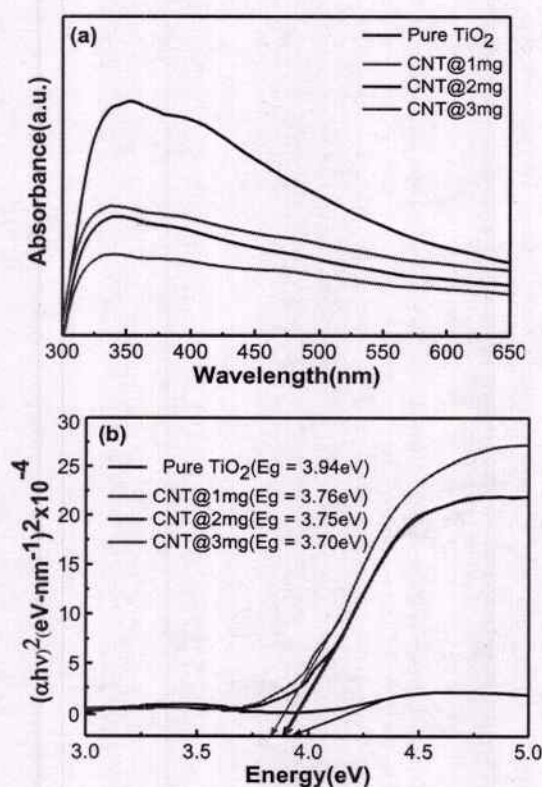 (a)
Pure TiO₂
CNT@1mg
CNT@2mg
CNT@3mg
Absorbance(a.u.)
300 350 400 450 500 550 600 650
Wavelength(nm)
(b)
Pure TiO₂(Eg = 3.94eV)
CNT@1mg(Eg = 3.76eV)
CNT@2mg(Eg = 3.75eV)
CNT@3mg(Eg = 3.70eV)
(αhν)²(eV-nm⁻¹)²x10⁻⁴
30
25
20
15
10
5
0
3.0 3.5 4.0 4.5 5.0
Energy(eV)